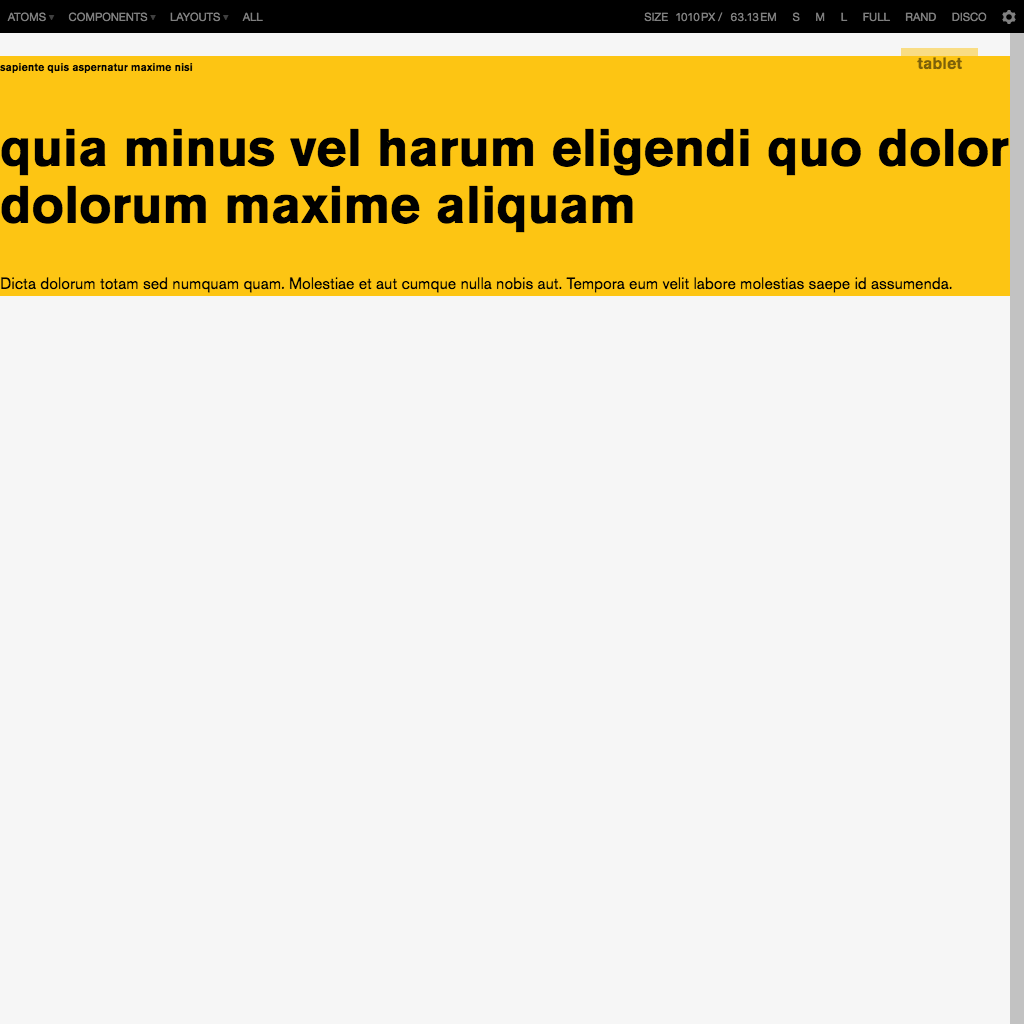 ATOMS ▾ COMPONENTS ▾ LAYOUTS ▾ ALL SIZE 1010PX / 63.13EM S M L FULL RAND DISCO
tablet
sapiente quis aspernatur maxime nisi
quia minus vel harum eligendi quo dolor
dolorum maxime aliquam
Dicta dolorum totam sed numquam quam. Molestiae et aut cumque nulla nobis aut. Tempora eum velit labore molestias saepe id assumenda.